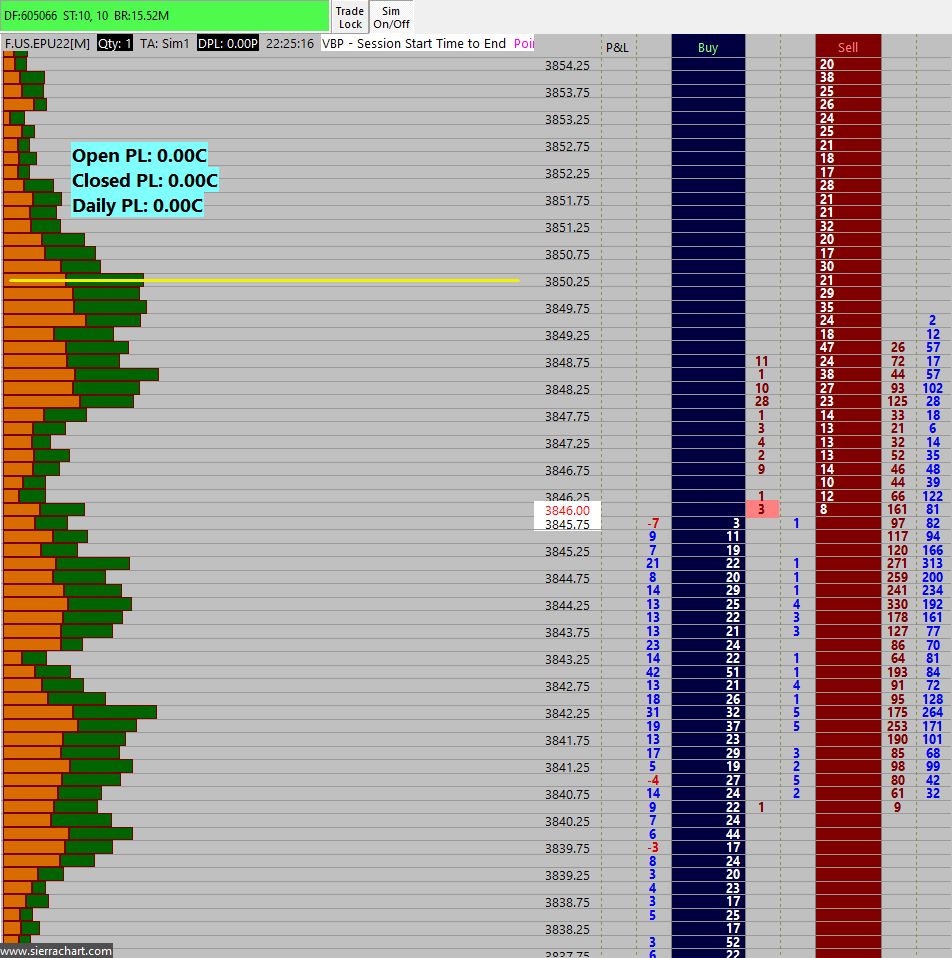 DF:605066 ST:10, 10 BR:15.52M
Trade Lock
Sim On/Off
F.US.EPU22[M] Qty: 1 TA: Sim1 DPL: 0.00P 22:25:16 VBP - Session Start Time to End Poi
P&L Buy Sell
Open PL: 0.00C
Closed PL: 0.00C
Daily PL: 0.00C
3854.25 20
38
3853.75 25
26
3853.25 24
25
3852.75 21
18
3852.25 17
28
3851.75 21
21
3851.25 32
20
3850.75 17
30
3850.25 21
29
3849.75 35
24 2
3849.25 18 12
47 26 57
3848.75 11 24 72 17
1 38 44 57
3848.25 10 27 93 102
28 23 125 28
3847.75 1 14 33 18
3 13 21 6
3847.25 4 13 32 14
2 13 52 35
3846.75 9 14 46 48
10 44 39
3846.25 1 12 66 122
3846.00 3 8 161 81
3845.75 -7 3 1 97 82
9 11 117 94
3845.25 7 19 120 166
21 22 1 271 313
3844.75 8 20 1 259 200
14 29 1 241 234
3844.25 13 25 4 330 192
13 22 3 178 161
3843.75 13 21 3 127 77
23 24 86 70
3843.25 14 22 1 64 81
42 51 1 193 84
3842.75 13 21 4 91 72
18 26 1 95 128
3842.25 31 32 5 175 264
19 37 5 253 171
3841.75 13 23 190 101
17 29 3 85 68
3841.25 5 19 2 98 99
-4 27 5 80 42
3840.75 14 24 2 61 32
9 22 1 9
3840.25 7 24
6 44
3839.75 -3 17
8 24
3839.25 3 20
4 23
3838.75 3 17
5 25
3838.25 17
3 52
3837.75 6 22
www.sierrachart.com